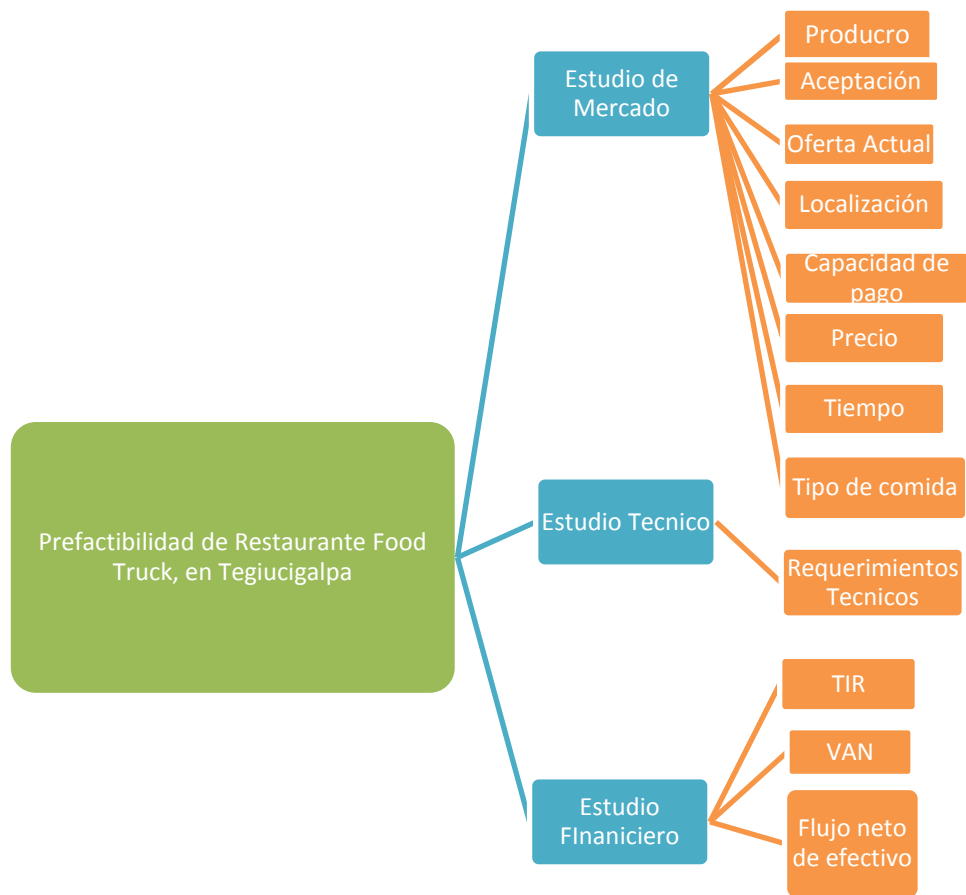 Prefactibilidad de Restaurante Food
Truck, en Tegiucigalpa
Estudio de
Mercado
Producro
Aceptación
Oferta Actual
Localización
Capacidad de
pago
Precio
Tiempo
Tipo de comida
Estudio Tecnico
Requerimientos
Tecnicos
Estudio
FInaniciero
TIR
VAN
Flujo neto
de efectivo